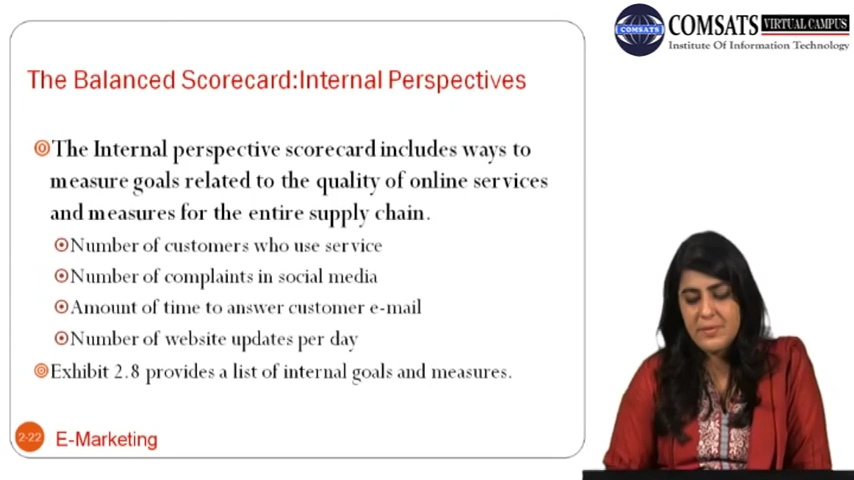 COMSATS VIRTUAL CAMPUS
COMSATS
Institute Of Information Technology
The Balanced Scorecard:Internal Perspectives
The Internal perspective scorecard includes ways to
measure goals related to the quality of online services
and measures for the entire supply chain.
Number of customers who use service
Number of complaints in social media
Amount of time to answer customer e-mail
Number of website updates per day
Exhibit 2.8 provides a list of internal goals and measures.
2-22
E-Marketing